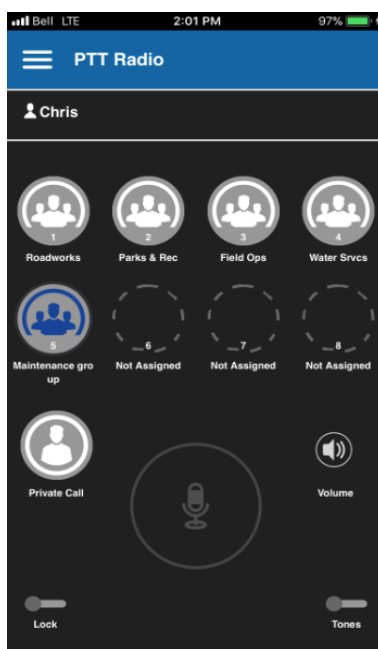 Bell LTE 2:01 PM 97%
PTT Radio
Chris
1 2 3 4
Roadworks Parks & Rec Field Ops Water Srvcs
5 6 7 8
Maintenance gro Not Assigned Not Assigned Not Assigned
up
Private Call Volume
Lock Tones